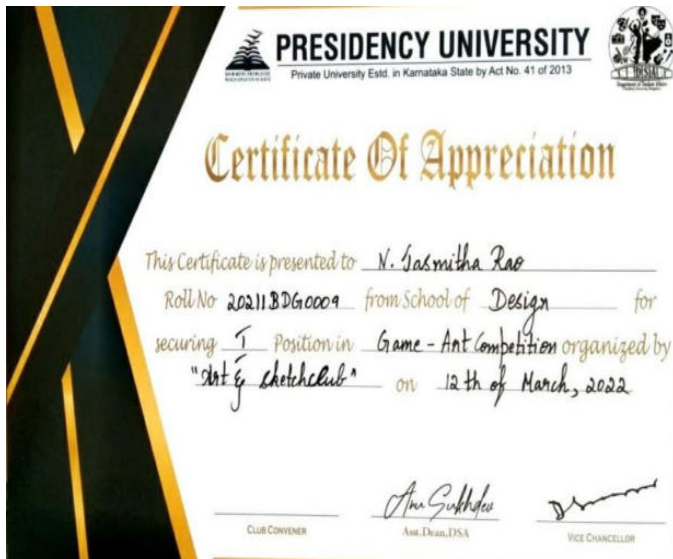 PRESIDENCY UNIVERSITY
Private University Estd. in Karnataka State by Act No. 41 of 2013
Certificate Of Appreciation
This Certificate is presented to N. Jasmitha Rao
Roll No 20211BDG0009 from School of Design for
securing I Position in Game - Art Competition organized by
"Art & Sketchclub" on 12th of March, 2022
Anu Sukhdev
CLUB CONVENER Asst.Dean,DSA VICE CHANCELLOR